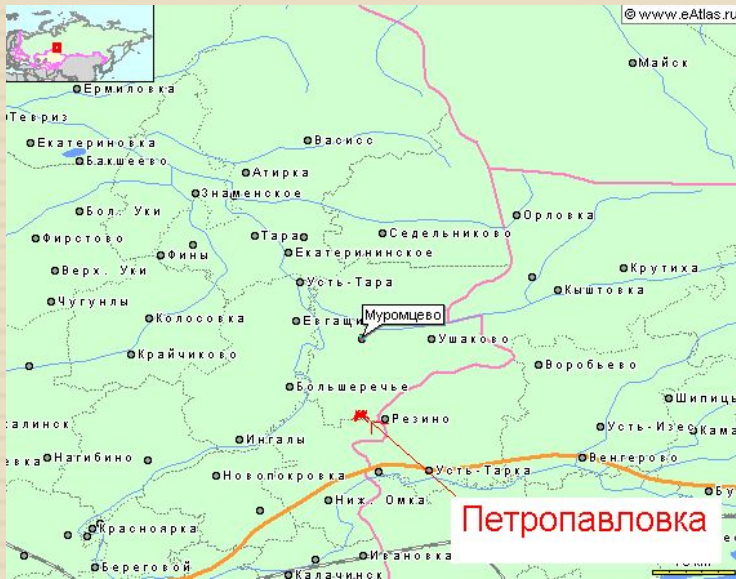 © www.eAtlas.ru
Майск
Ермиловка
Тевриз
Васисс
Екатериновка
Бакшеево
Атирка
Знаменское
Бол. Уки
Орловка
Фирстово
Тара
Седельниково
Фины
Екатерининское
Верх. Уки
Крутиха
Усть-Тара
Кыштовка
Чугунлы
Колосовка
Евгащи
Муромцево
Ушаково
Крайчиково
Воробьево
Большеречье
Шипицы
Резино
Усть-Изес
Кама
Ингалы
Нагибино
Венгерово
Новопокровка
Усть-Тарка
Ниж. Омка
Петропавловка
Красноярка
Ивановка
Береговой
Калачинск